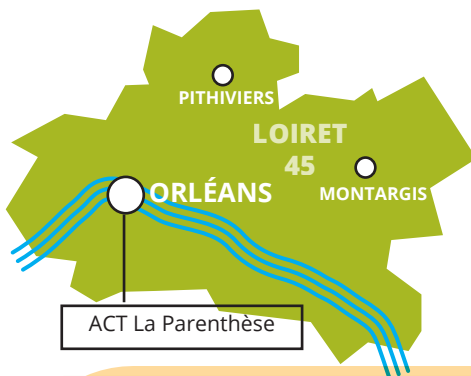 PITHIVIERS
LOIRET
45
MONTARGIS
ORLÉANS
ACT La Parenthèse